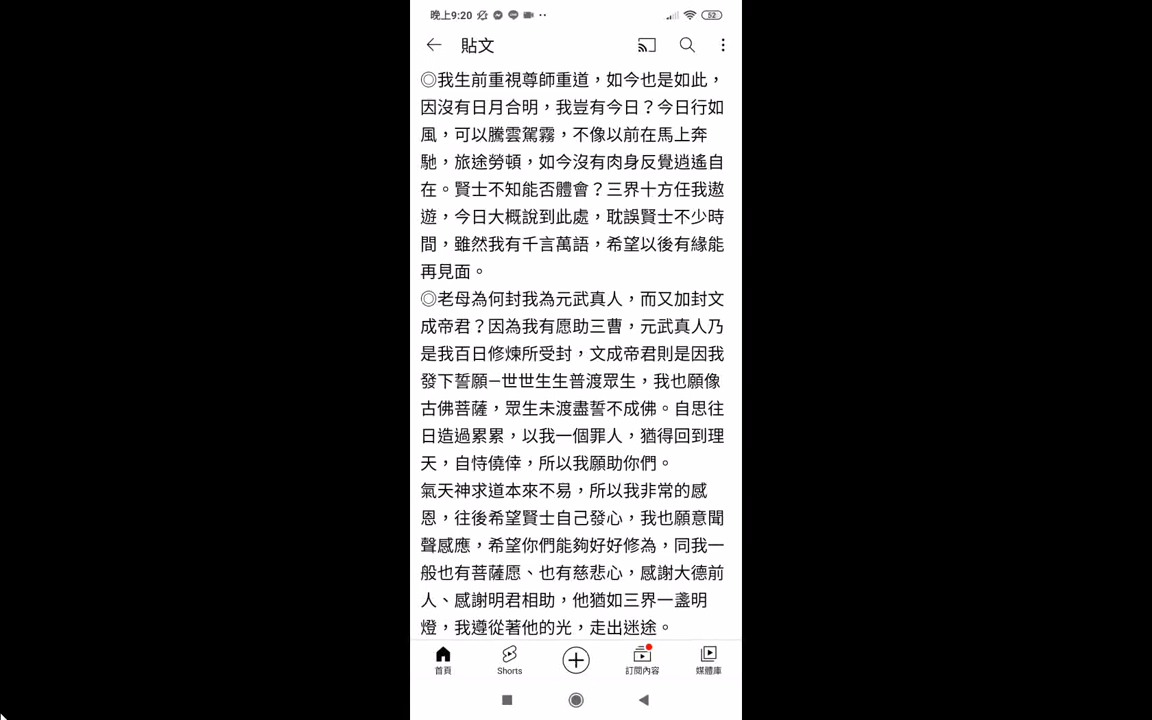 晚上9:20
52
貼文
◎我生前重視尊師重道，如今也是如此，
因沒有日月合明，我豈有今日？今日行如
風，可以騰雲駕霧，不像以前在馬上奔
馳，旅途勞頓，如今沒有肉身反覺逍遙自
在。賢士不知能否體會？三界十方任我遨
遊，今日大概說到此處，耽誤賢士不少時
間，雖然我有千言萬語，希望以後有緣能
再見面。
◎老母為何封我為元武真人，而又加封文
成帝君？因為我有愿助三曹，元武真人乃
是我百日修煉所受封，文成帝君則是因我
發下誓願–世世生生普渡眾生，我也願像
古佛菩薩，眾生未渡盡誓不成佛。自思往
日造過累累，以我一個罪人，猶得回到理
天，自恃僥倖，所以我願助你們。
氣天神求道本來不易，所以我非常的感
恩，往後希望賢士自己發心，我也願意聞
聲感應，希望你們能夠好好修為，同我一
般也有菩薩愿、也有慈悲心，感謝大德前
人、感謝明君相助，他猶如三界一盞明
燈，我遵從著他的光，走出迷途。
首頁
Shorts
訂閱內容
媒體庫